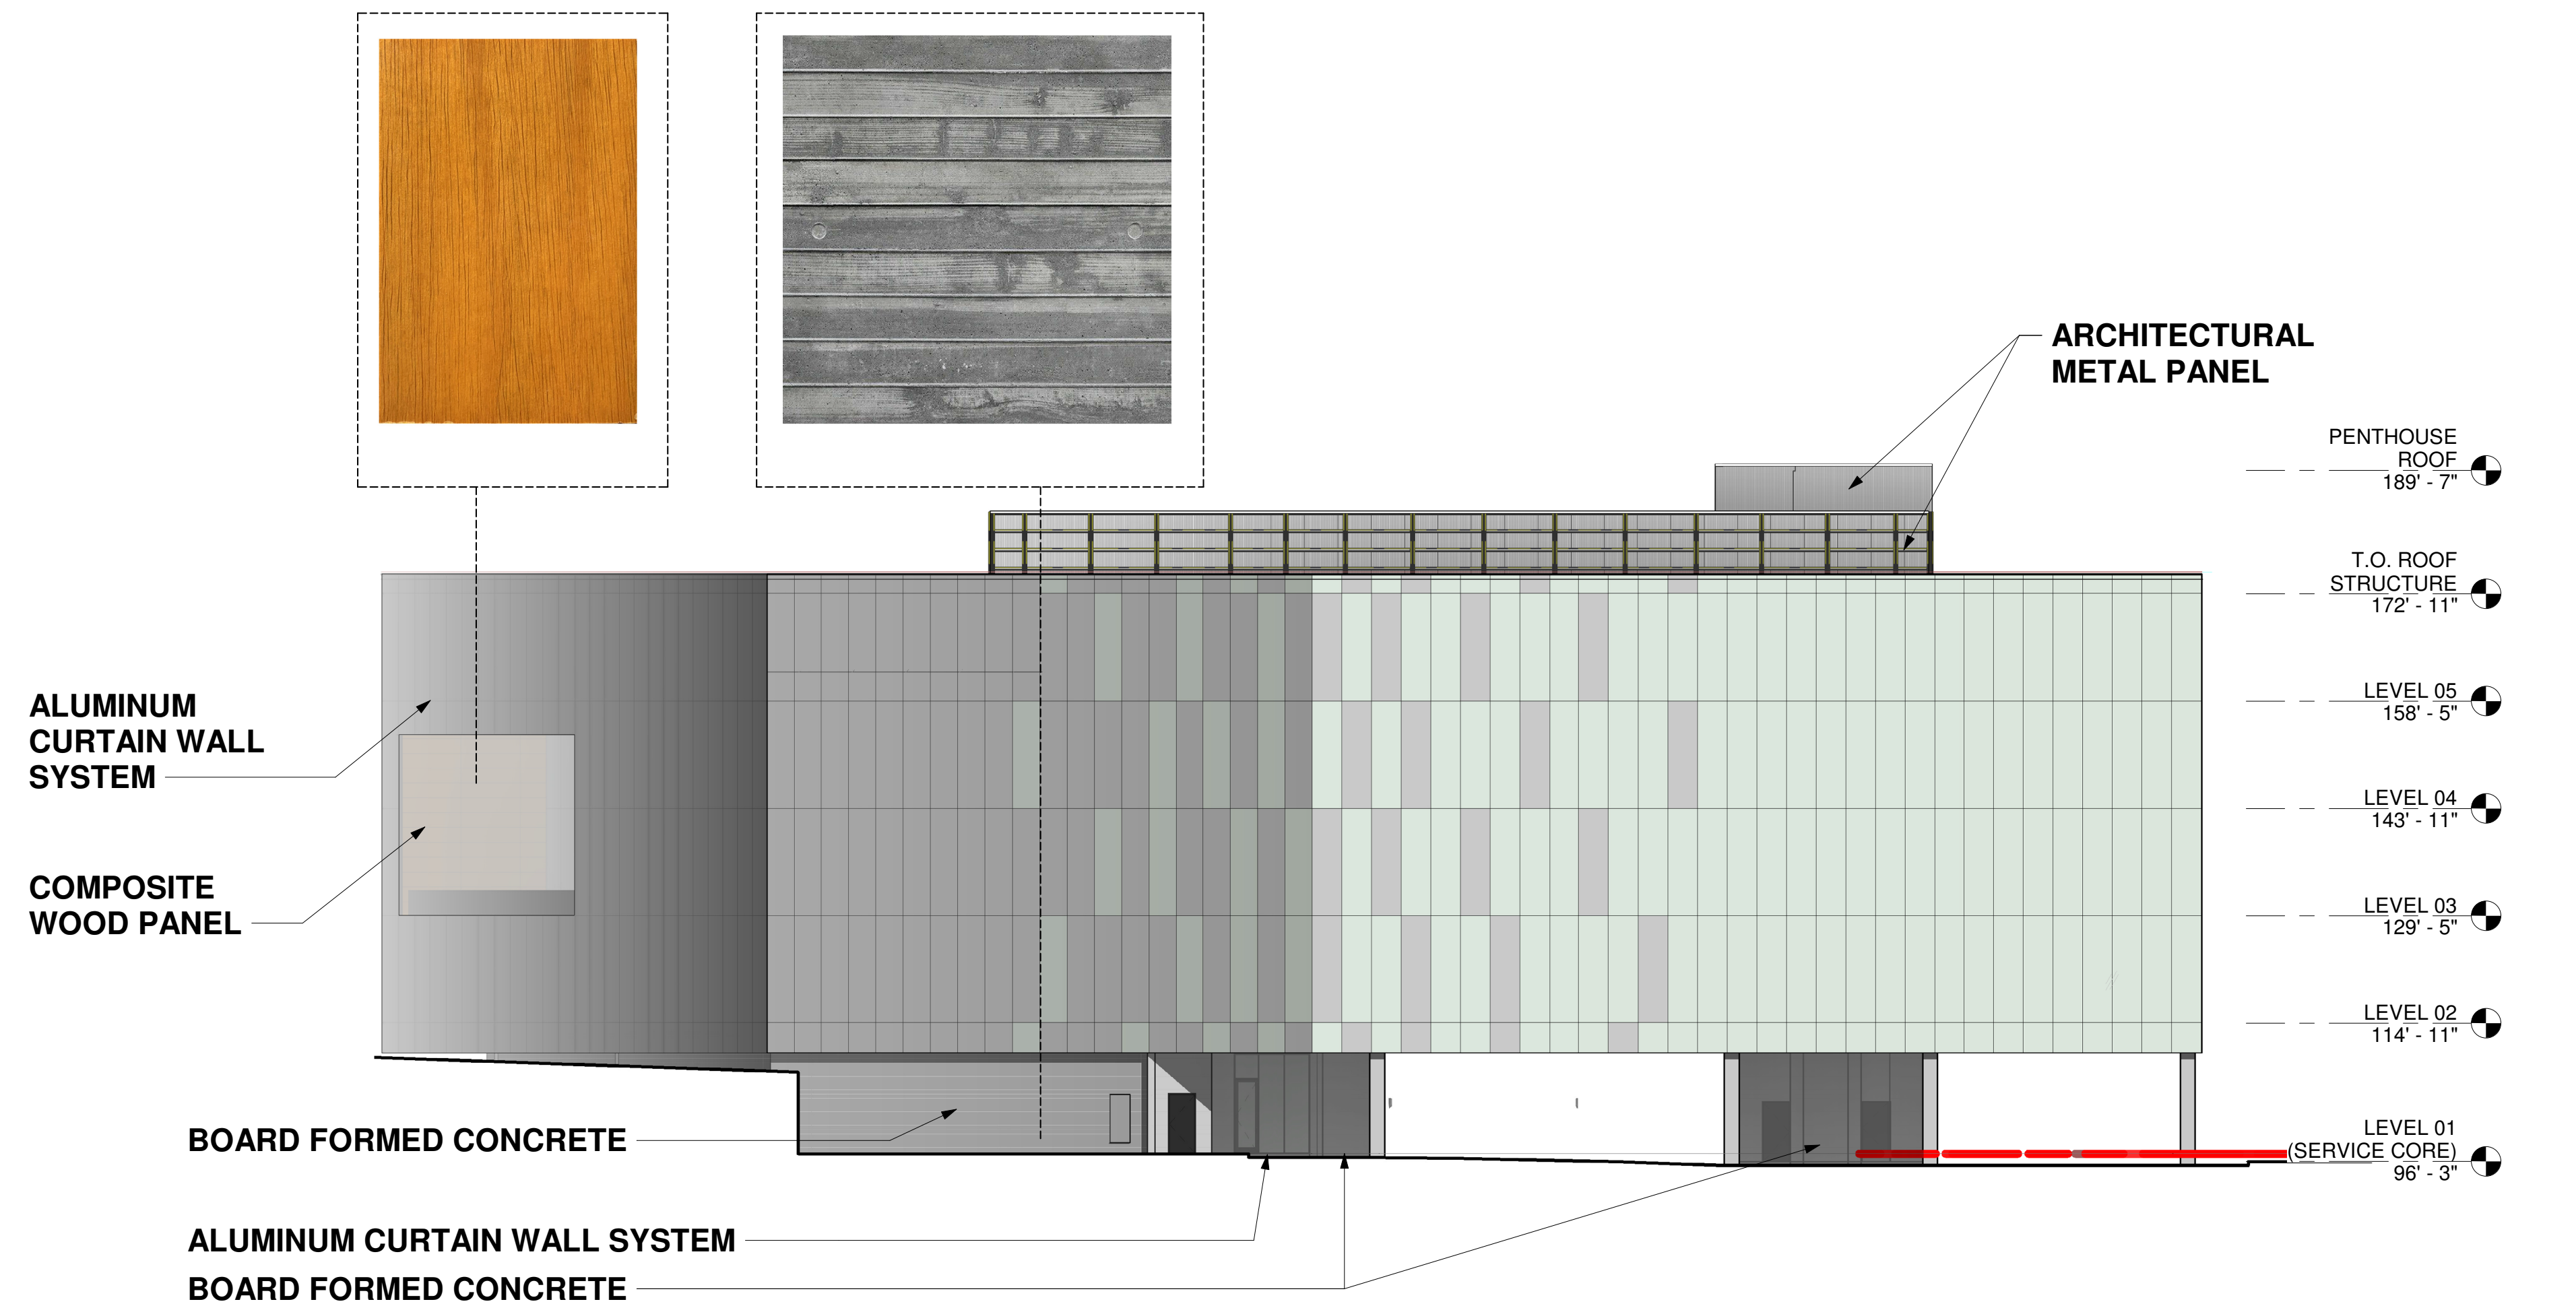 ARCHITECTURAL
METAL PANEL
PENTHOUSE
ROOF
189' - 7"
T.O. ROOF
STRUCTURE
172' - 11"
LEVEL 05
158' - 5"
LEVEL 04
143' - 11"
LEVEL 03
129' - 5"
LEVEL 02
114' - 11"
LEVEL 01
(SERVICE CORE)
96' - 3"
ALUMINUM
CURTAIN WALL
SYSTEM
COMPOSITE
WOOD PANEL
BOARD FORMED CONCRETE
ALUMINUM CURTAIN WALL SYSTEM
BOARD FORMED CONCRETE